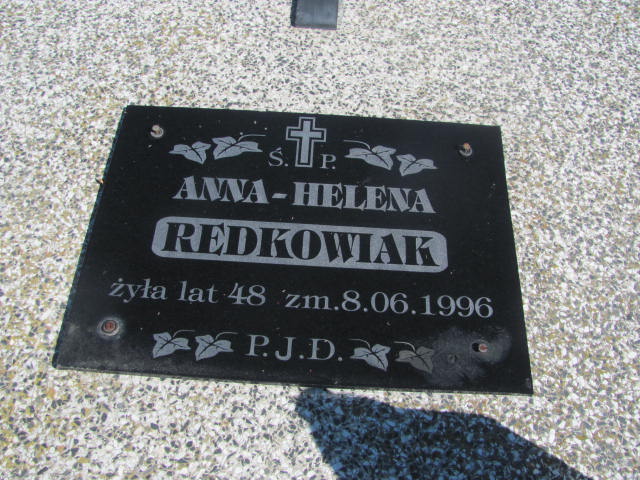 Ś. P.
ANNA-HELENA
REDKOWIAK
żyła lat 48 zm. 8.06.1996
P.J.D.